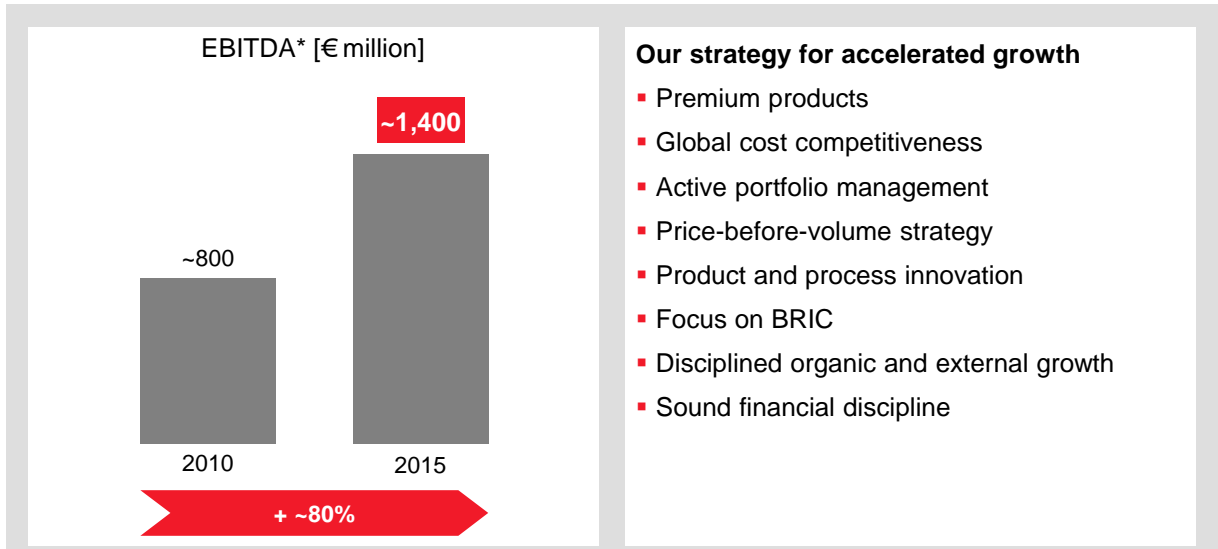 EBITDA* [€ million]
~1,400
~800
2010
2015
+ ~80%
Our strategy for accelerated growth
▪ Premium products
▪ Global cost competitiveness
▪ Active portfolio management
▪ Price-before-volume strategy
▪ Product and process innovation
▪ Focus on BRIC
▪ Disciplined organic and external growth
▪ Sound financial discipline